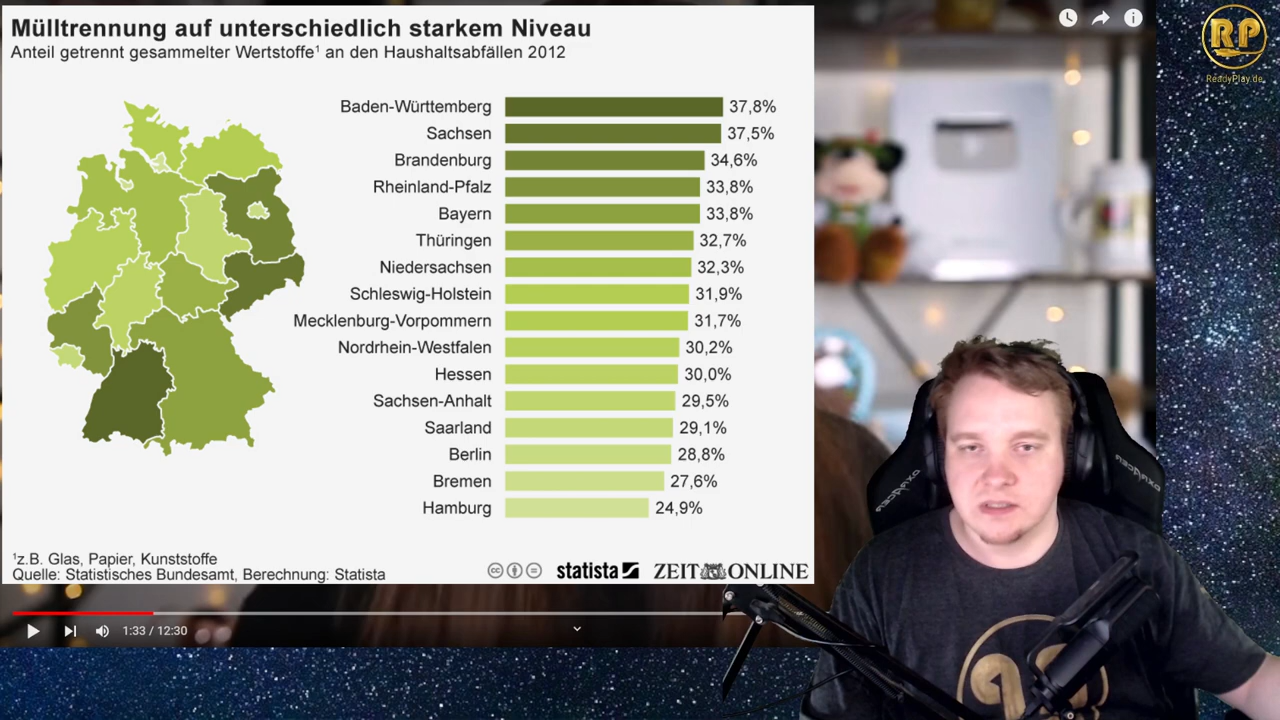 Mülltrennung auf unterschiedlich starkem Niveau
Anteil getrennt gesammelter Wertstoffe¹ an den Haushaltsabfällen 2012
Baden-Württemberg 37,8%
Sachsen 37,5%
Brandenburg 34,6%
Rheinland-Pfalz 33,8%
Bayern 33,8%
Thüringen 32,7%
Niedersachsen 32,3%
Schleswig-Holstein 31,9%
Mecklenburg-Vorpommern 31,7%
Nordrhein-Westfalen 30,2%
Hessen 30,0%
Sachsen-Anhalt 29,5%
Saarland 29,1%
Berlin 28,8%
Bremen 27,6%
Hamburg 24,9%
¹z.B. Glas, Papier, Kunststoffe
Quelle: Statistisches Bundesamt, Berechnung: Statista
statista ZEIT ONLINE
1:33 / 12:30
RP
ReadyPlay.de
DXRACER
DXRACER